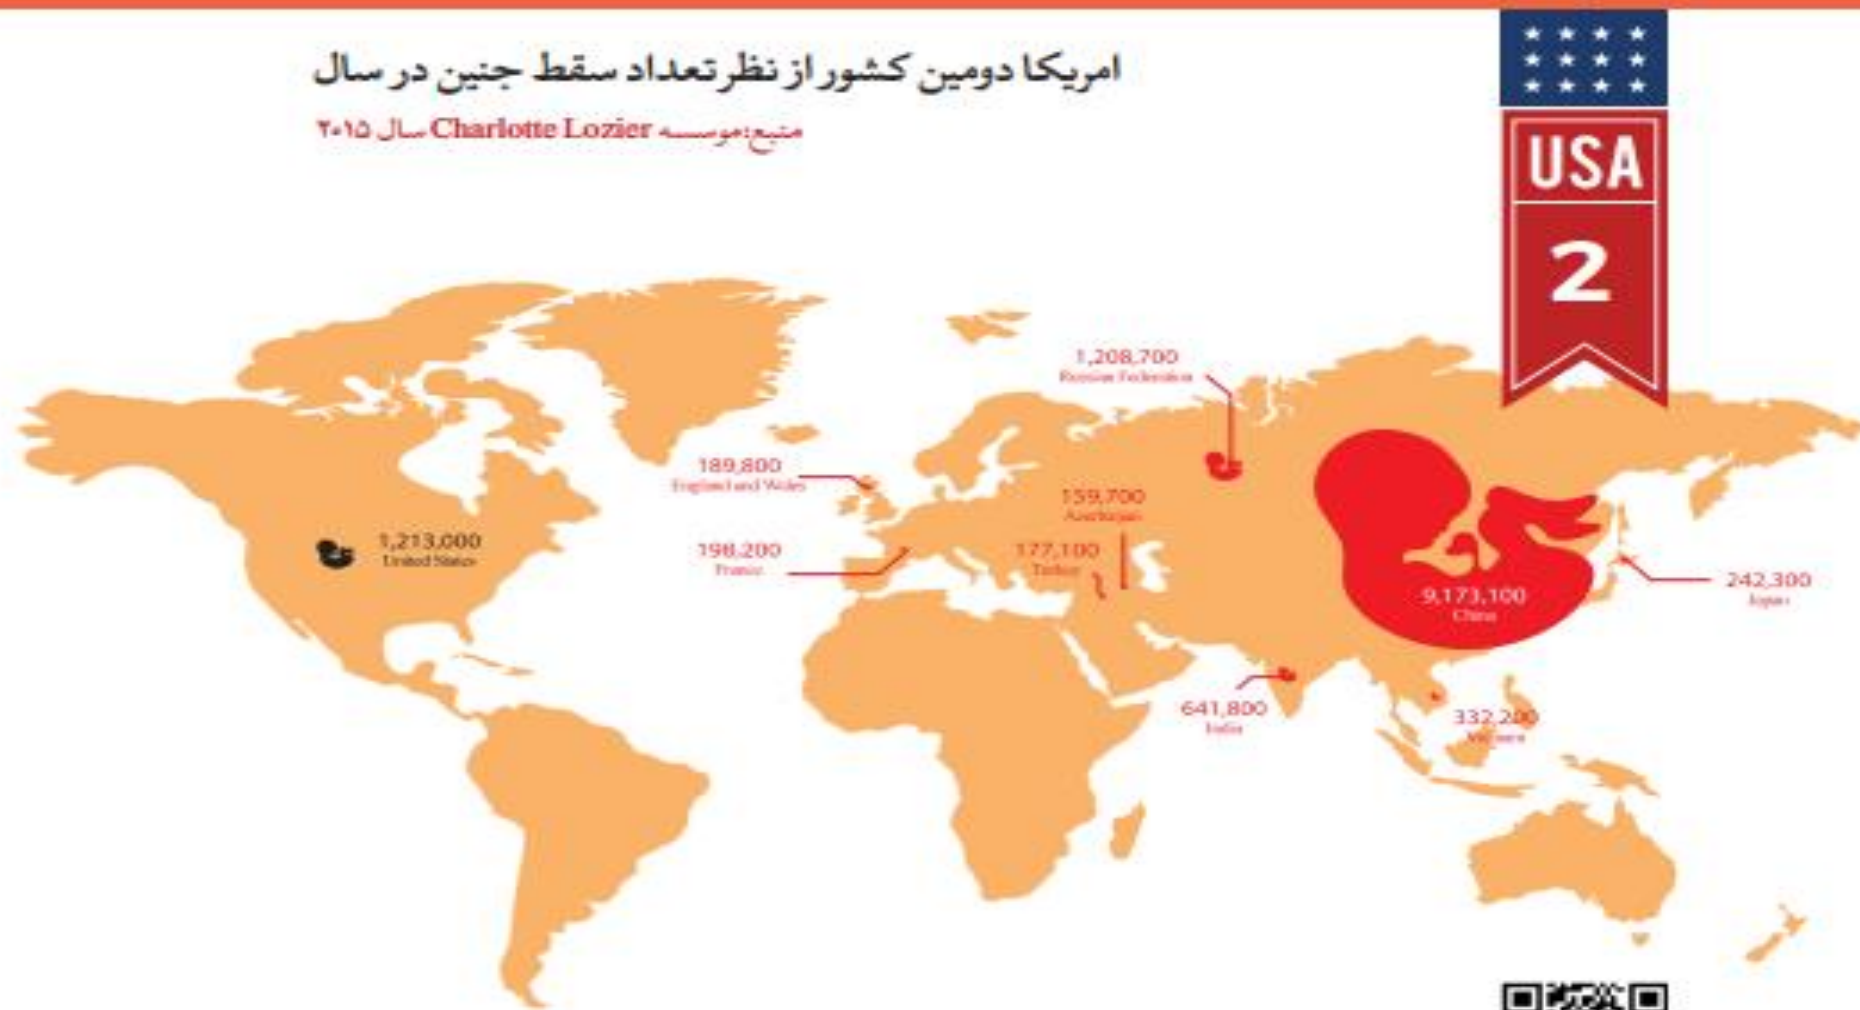 امریکا دومین کشور از نظر تعداد سقط جنین در سال
منبع:موسسه Charlotte Lozier سال ۲۰۱۵
USA
2
1,208,700
Russian Federation
189,800
England and Wales
159,700
Azerbaijan
1,213,000
United States
198,200
France
177,100
Turkey
9,173,100
China
242,300
Japan
641,800
India
332,200
Vietnam